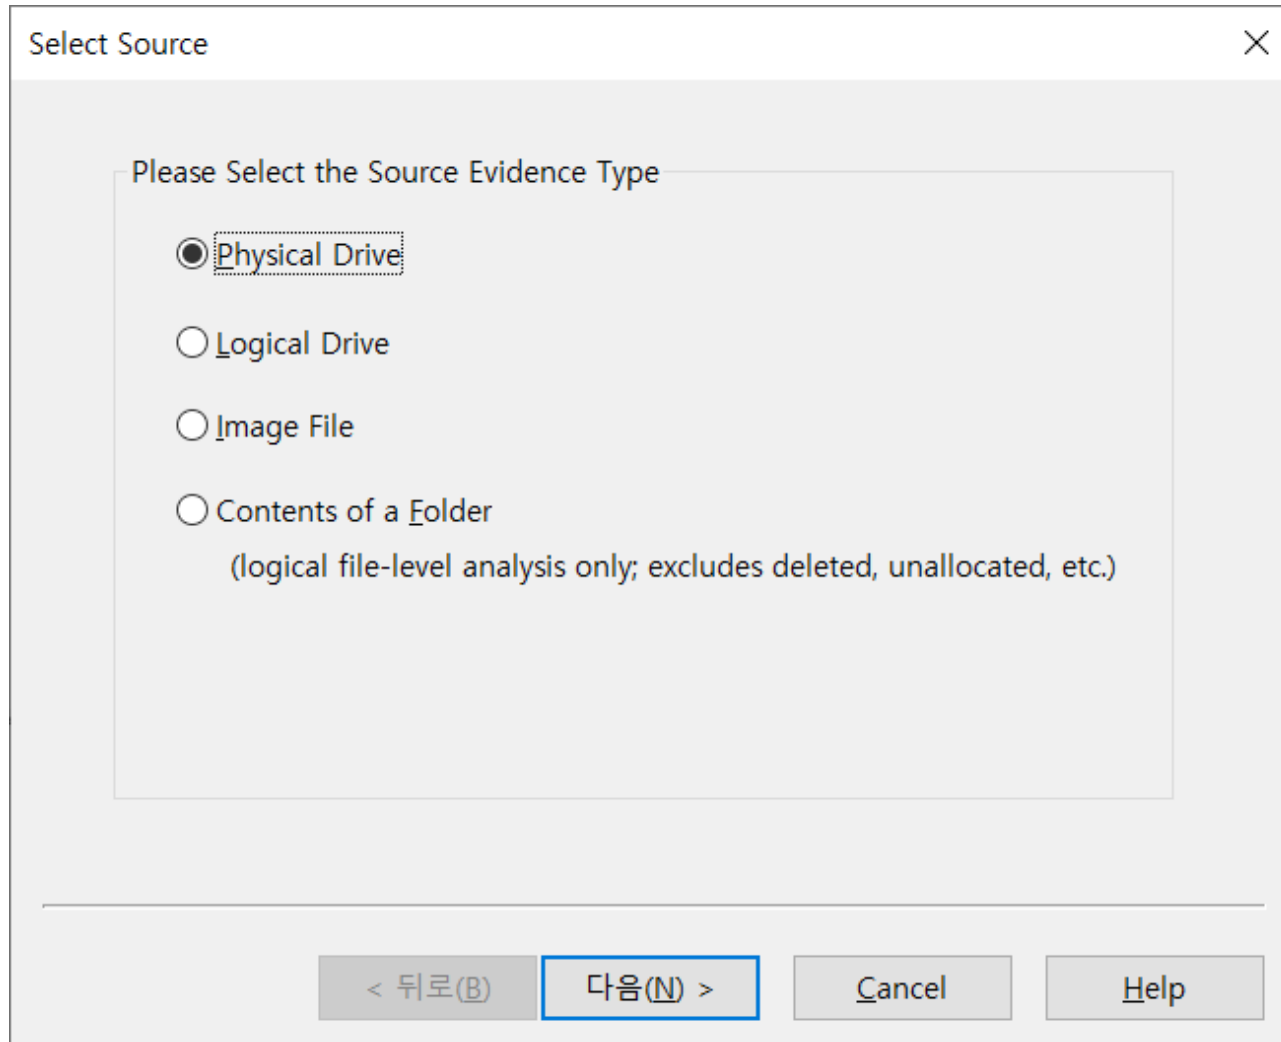 Select Source
Please Select the Source Evidence Type
Physical Drive
Logical Drive
Image File
Contents of a Folder
(logical file-level analysis only; excludes deleted, unallocated, etc.)
< 뒤로(B) 다음(N) > Cancel Help